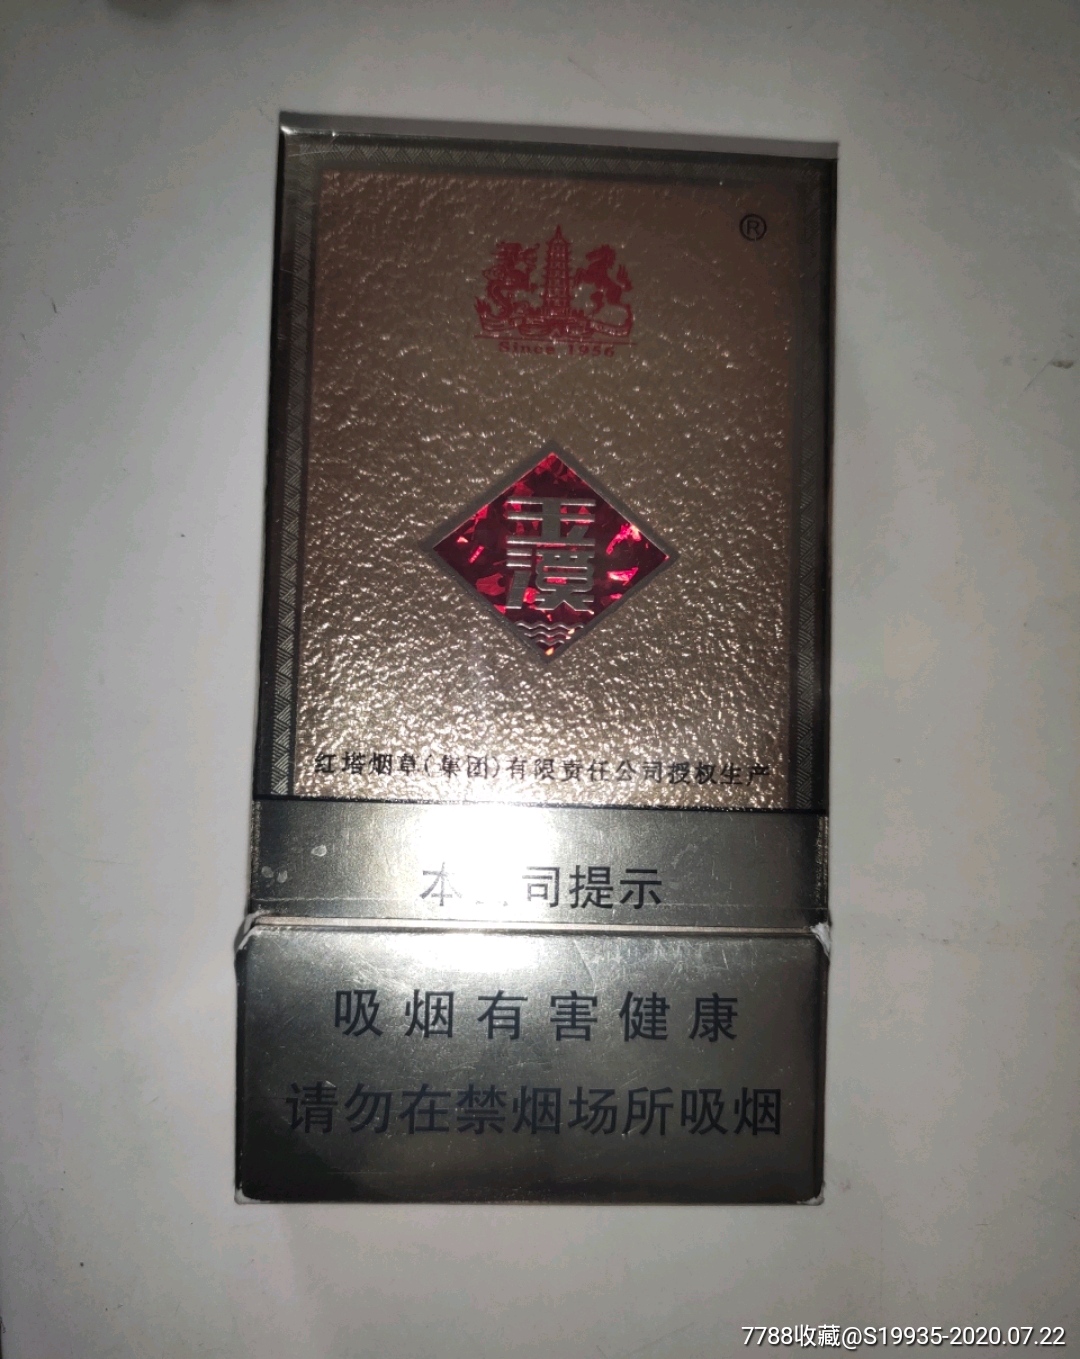 ®
Since 1956
玉溪
红塔烟草(集团)有限责任公司授权生产
本 司提示
吸烟有害健康
请勿在禁烟场所吸烟
7788收藏@S19935-2020.07.22